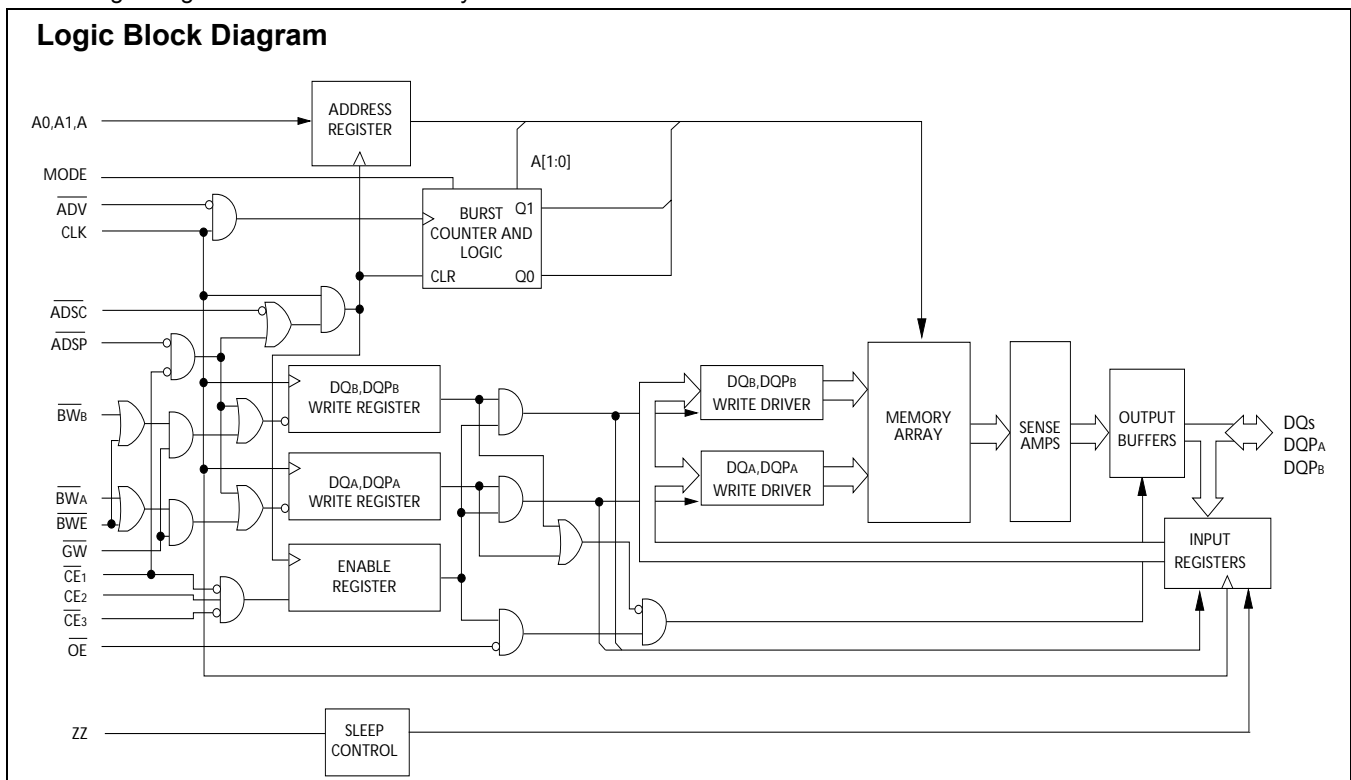 Logic Block Diagram
A0,A1,A
ADDRESS
REGISTER
MODE
A[1:0]
ADV
CLK
BURST
COUNTER AND
LOGIC
Q1
CLR
Q0
ADSC
ADSP
DQB,DQPB
WRITE REGISTER
DQB,DQPB
WRITE DRIVER
MEMORY
ARRAY
SENSE
AMPS
OUTPUT
BUFFERS
DQs
DQPA
DQPB
BWB
DQA,DQPA
WRITE REGISTER
DQA,DQPA
WRITE DRIVER
BWA
BWE
GW
INPUT
REGISTERS
ENABLE
REGISTER
CE1
CE2
CE3
OE
ZZ
SLEEP
CONTROL